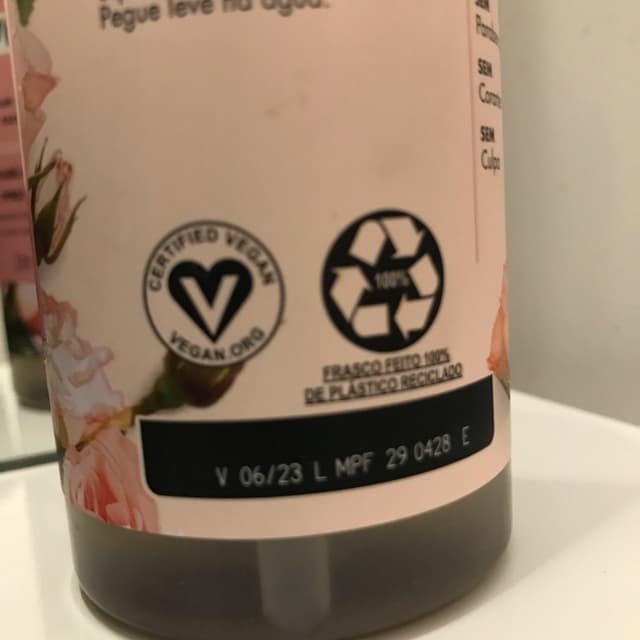 Pegue leve na água.
SEM
SEM
SEM
CERTIFIED VEGAN
VEGAN.ORG
100%
FRASCO FEITO 100%
DE PLÁSTICO RECICLADO
V 06/23 L MPF 29 0428 E